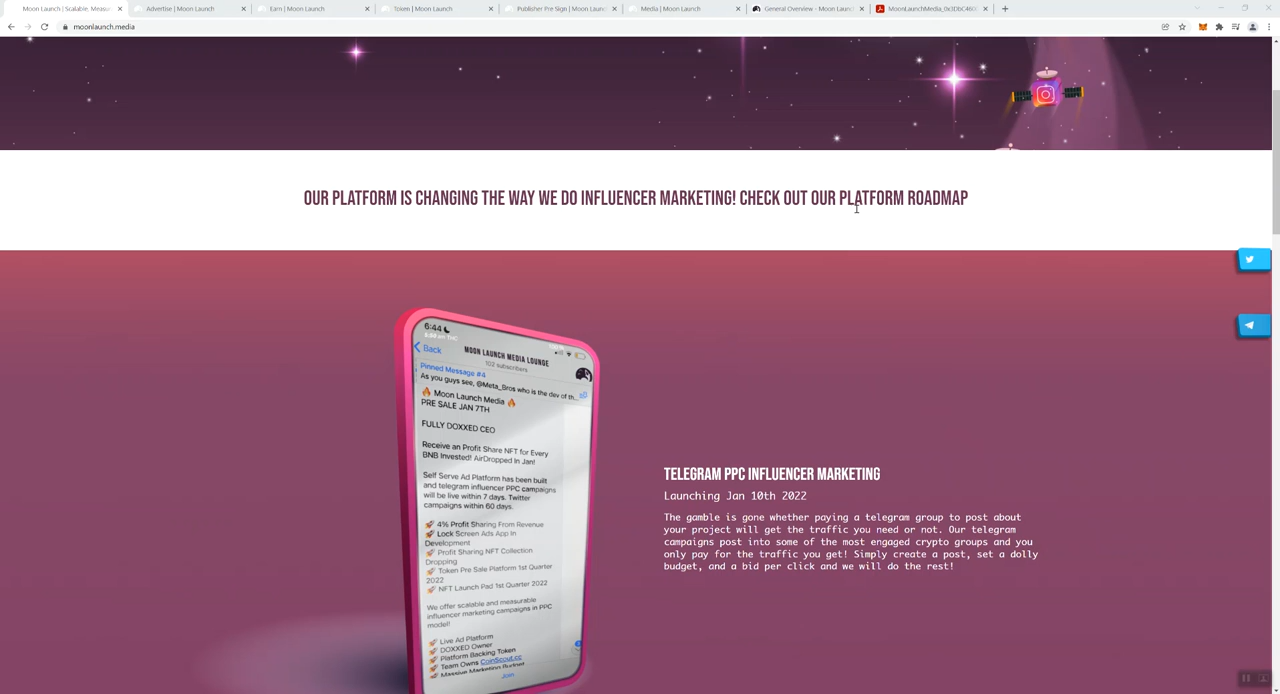 Moon Launch | Scalable, Measu
Advertise | Moon Launch
Earn | Moon Launch
Token | Moon Launch
Publisher Pre Sign | Moon Laun
Media | Moon Launch
General Overview - Moon Laun
moonlaunch.media
OUR PLATFORM IS CHANGING THE WAY WE DO INFLUENCER MARKETING! CHECK OUT OUR PLATFORM ROADMAP
6:44
Back
MOON LAUNCH MEDIA LOUNGE
102 subscribers
Pinned Message #4
As you guys see, @Meta_Bros who is the dev of th...
Moon Launch Media
PRE SALE JAN 7TH
FULLY DOXXED CEO
Receive an Profit Share NFT for Every
BNB Invested! AirDropped In Jan!
Self Serve Ad Platform has been built
and telegram influencer PPC campaigns
will be live within 7 days. Twitter
campaigns within 60 days.
4% Profit Sharing From Revenue
Lock Screen Ads App In
Development
Profit Sharing NFT Collection
Dropping
Token Pre Sale Platform 1st Quarter
2022
NFT Launch Pad 1st Quarter 2022
We offer scalable and measurable
influencer marketing campaigns in PPC
model!
Live Ad Platform
DOXXED Owner
Platform Backing Token
Team Owns CoinScout.cc
Massive Marketing Budget
Join
TELEGRAM PPC INFLUENCER MARKETING
Launching Jan 10th 2022
The gamble is gone whether paying a telegram group to post about
your project will get the traffic you need or not. Our telegram
campaigns post into some of the most engaged crypto groups and you
only pay for the traffic you get! Simply create a post, set a dolly
budget, and a bid per click and we will do the rest!